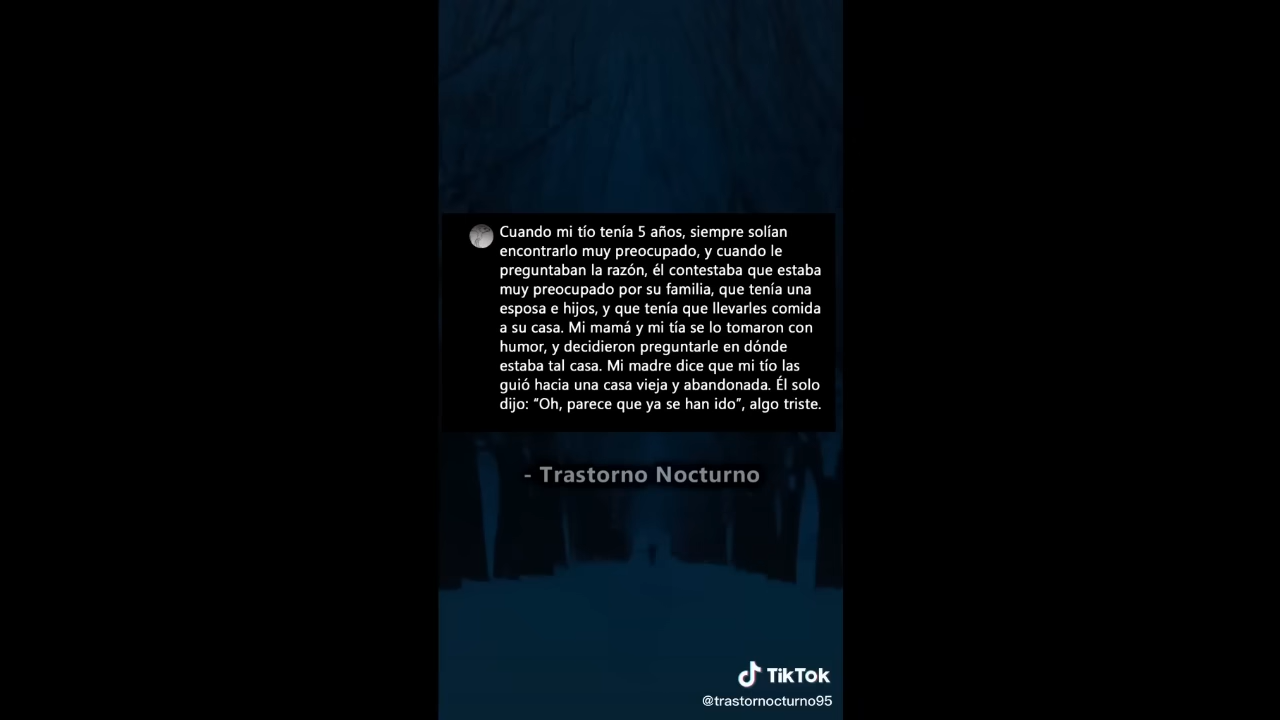 Cuando mi tío tenía 5 años, siempre solían
encontrarlo muy preocupado, y cuando le
preguntaban la razón, él contestaba que estaba
muy preocupado por su familia, que tenía una
esposa e hijos, y que tenía que llevarles comida
a su casa. Mi mamá y mi tía se lo tomaron con
humor, y decidieron preguntarle en dónde
estaba tal casa. Mi madre dice que mi tío las
guió hacia una casa vieja y abandonada. Él solo
dijo: “Oh, parece que ya se han ido”, algo triste.
- Trastorno Nocturno
TikTok
@trastornocturno95